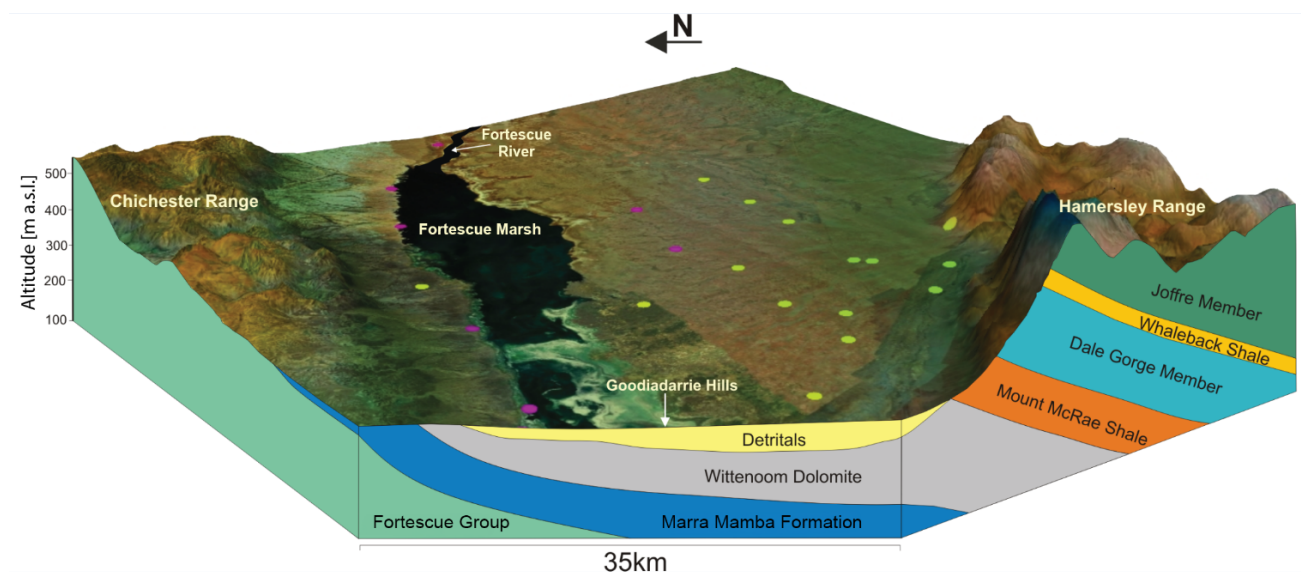 N
Fortescue
River
500
400
300
200
100
Altitude [m a.s.l.]
Chichester Range
Fortescue Marsh
Hamersley Range
Joffre Member
Whaleback Shale
Dale Gorge Member
Mount McRae Shale
Goodiadarrie Hills
Detritals
Wittenoom Dolomite
Fortescue Group
Marra Mamba Formation
35km